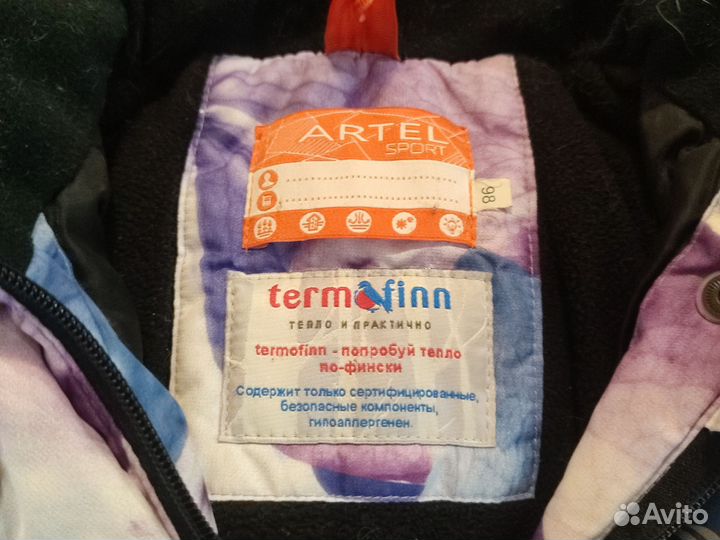 ARTEL
SPORT
98
termofinn
ТЕПЛО И ПРАКТИЧНО
termofinn - попробуй тепло
по-фински
Содержит только сертифицированные,
безопасные компоненты,
гипоаллергенен.
Avito